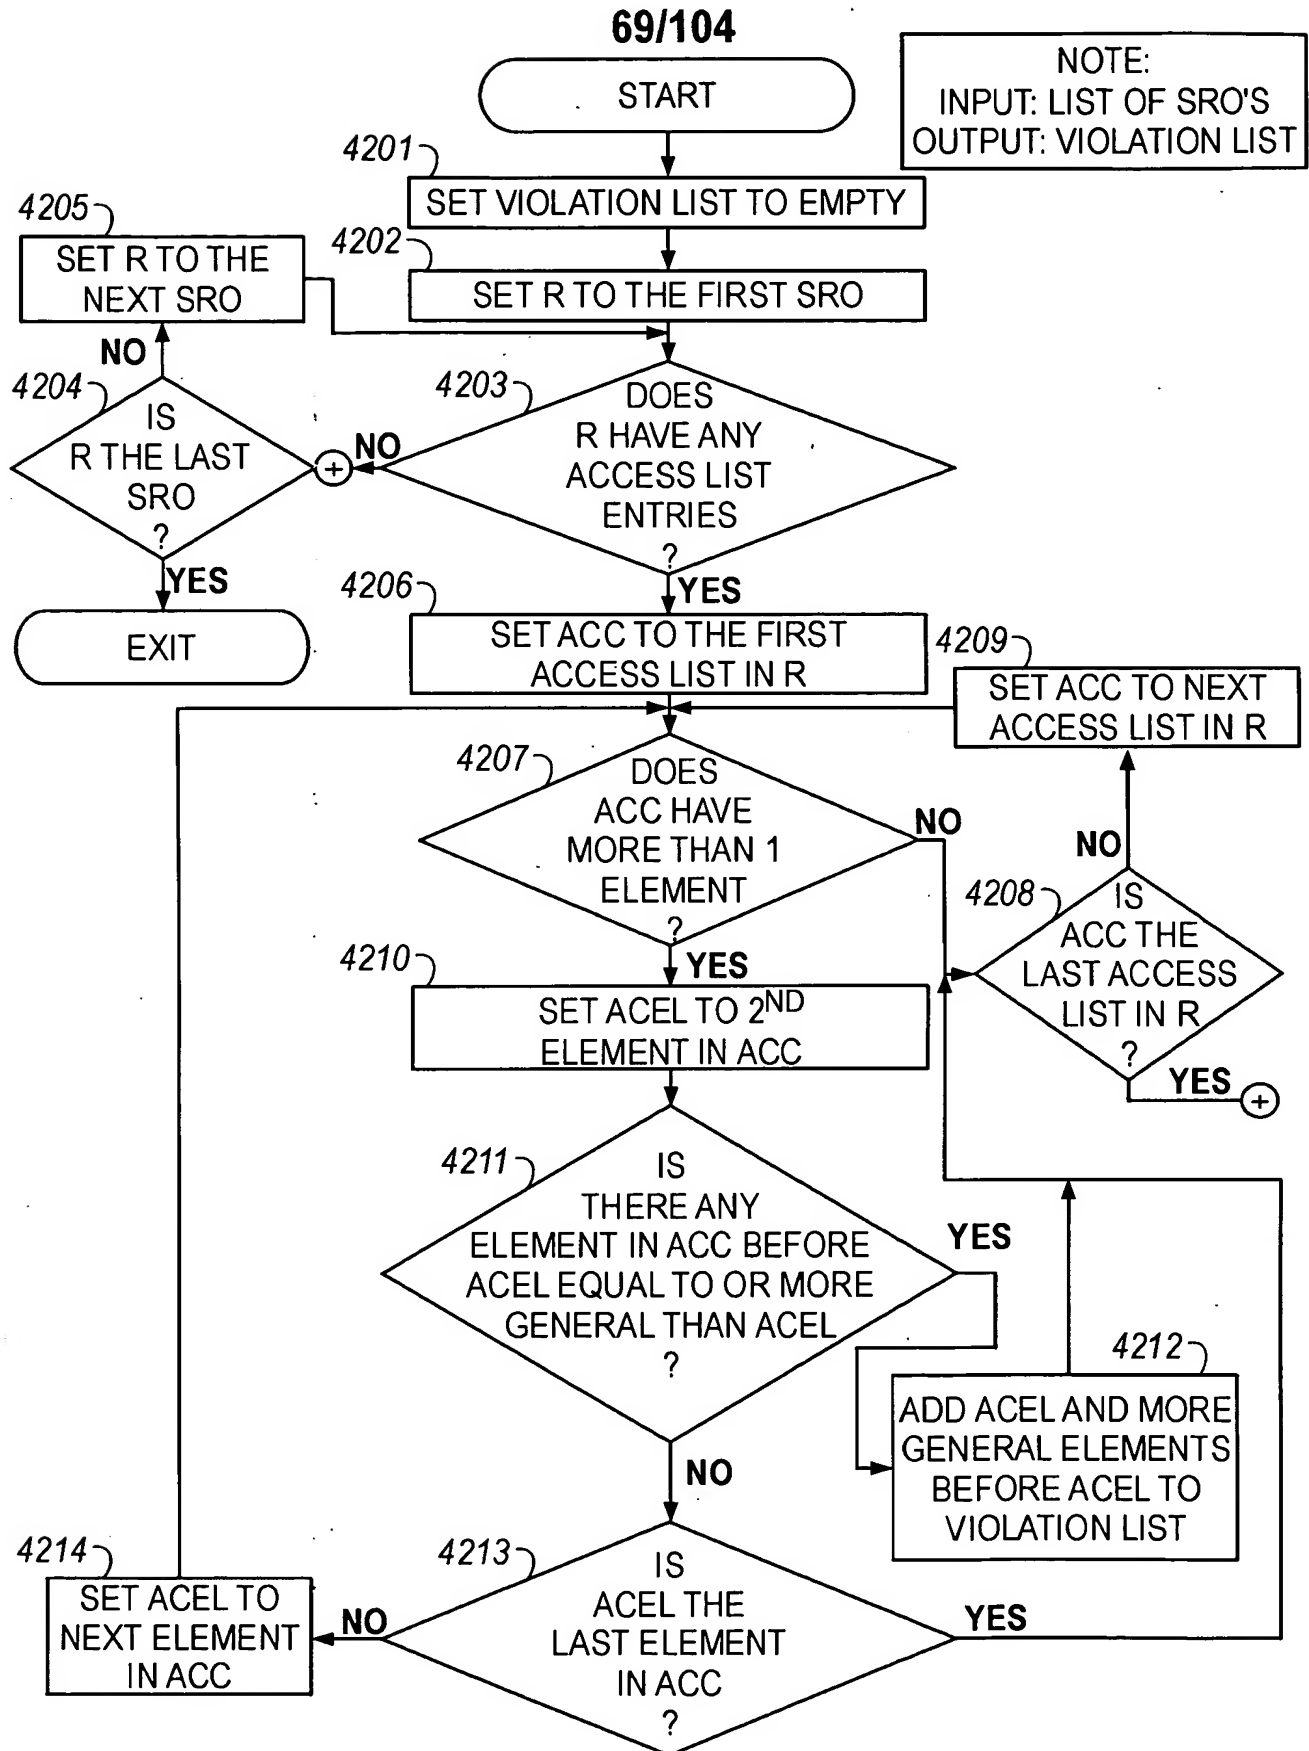 69/104
START
NOTE:
INPUT: LIST OF SRO'S
OUTPUT: VIOLATION LIST
4201
SET VIOLATION LIST TO EMPTY
4205
SET R TO THE
NEXT SRO
4202
SET R TO THE FIRST SRO
NO
4204
IS
R THE LAST
SRO
?
YES
EXIT
4203
DOES
R HAVE ANY
ACCESS LIST
ENTRIES
?
NO
+
YES
4206
SET ACC TO THE FIRST
ACCESS LIST IN R
4209
SET ACC TO NEXT
ACCESS LIST IN R
4207
DOES
ACC HAVE
MORE THAN 1
ELEMENT
?
NO
NO
4208
IS
ACC THE
LAST ACCESS
LIST IN R
?
YES
+
YES
4210
SET ACEL TO 2ND
ELEMENT IN ACC
4211
IS
THERE ANY
ELEMENT IN ACC BEFORE
ACEL EQUAL TO OR MORE
GENERAL THAN ACEL
?
YES
4212
ADD ACEL AND MORE
GENERAL ELEMENTS
BEFORE ACEL TO
VIOLATION LIST
NO
4213
IS
ACEL THE
LAST ELEMENT
IN ACC
?
YES
NO
4214
SET ACEL TO
NEXT ELEMENT
IN ACC